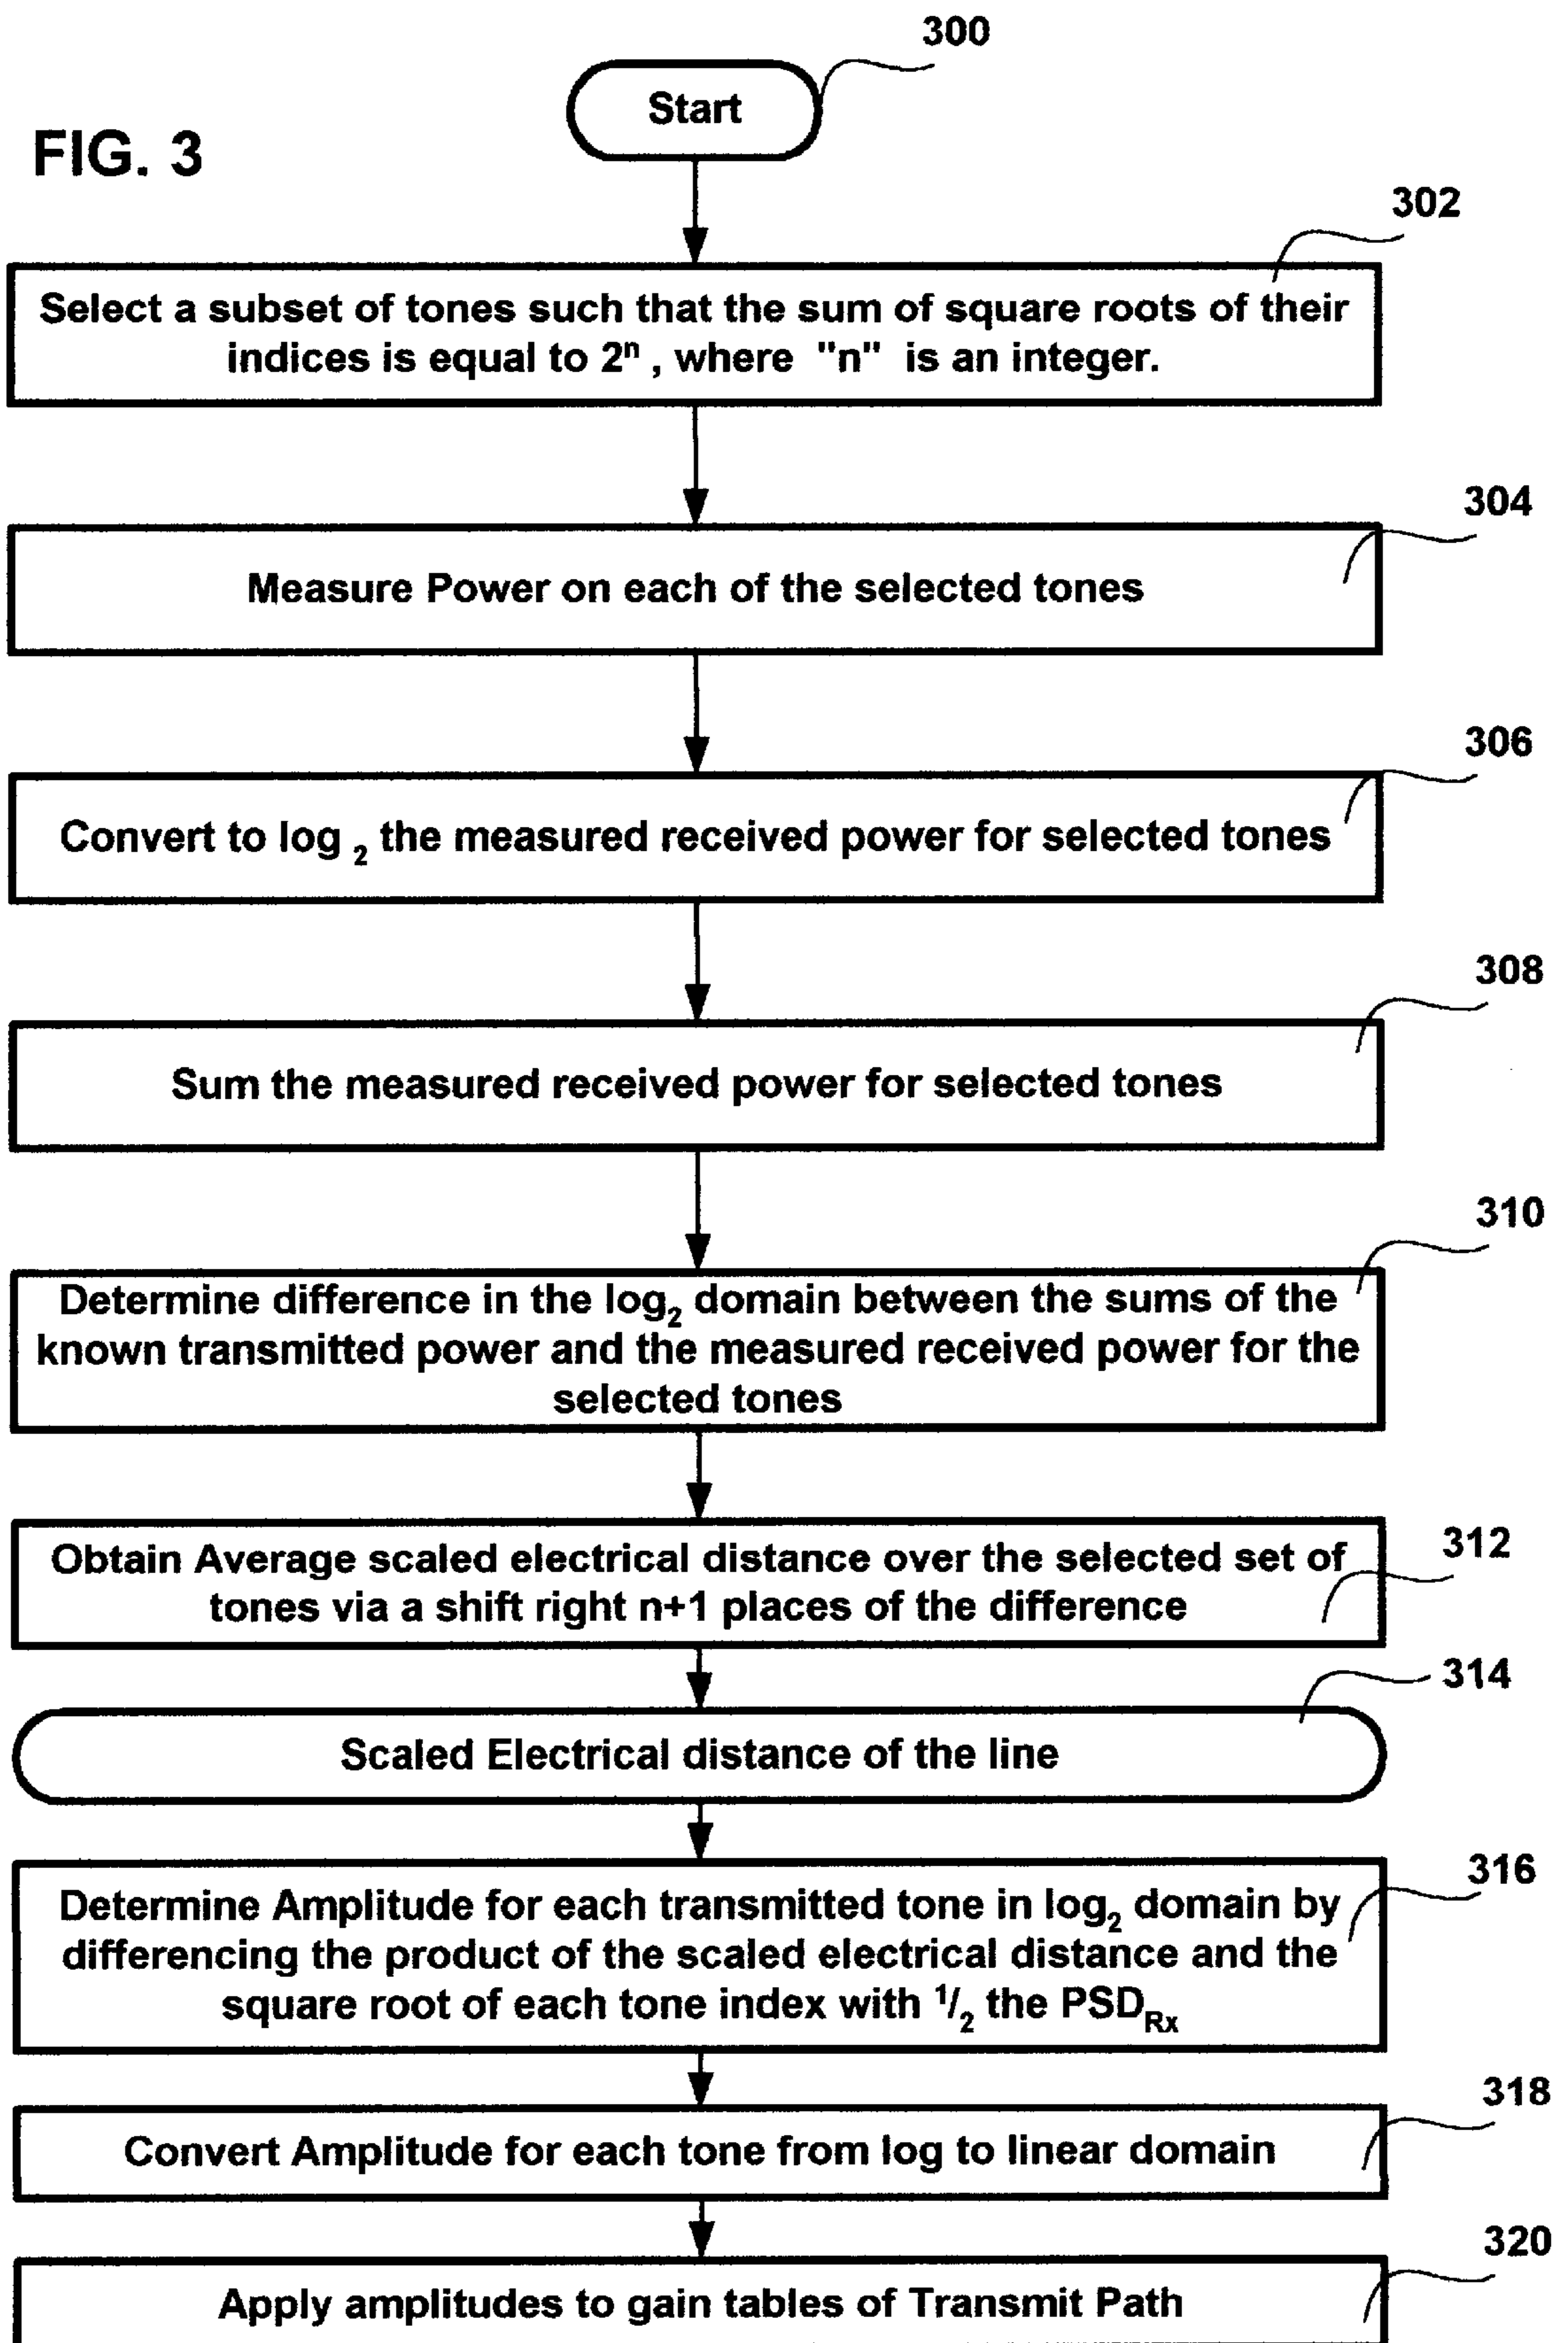 300
Start
FIG. 3
302
Select a subset of tones such that the sum of square roots of their
indices is equal to 2ⁿ , where "n" is an integer.
304
Measure Power on each of the selected tones
306
Convert to log ₂ the measured received power for selected tones
308
Sum the measured received power for selected tones
310
Determine difference in the log₂ domain between the sums of the
known transmitted power and the measured received power for the
selected tones
312
Obtain Average scaled electrical distance over the selected set of
tones via a shift right n+1 places of the difference
314
Scaled Electrical distance of the line
316
Determine Amplitude for each transmitted tone in log₂ domain by
differencing the product of the scaled electrical distance and the
square root of each tone index with ¹/₂ the PSD_Rx
318
Convert Amplitude for each tone from log to linear domain
320
Apply amplitudes to gain tables of Transmit Path